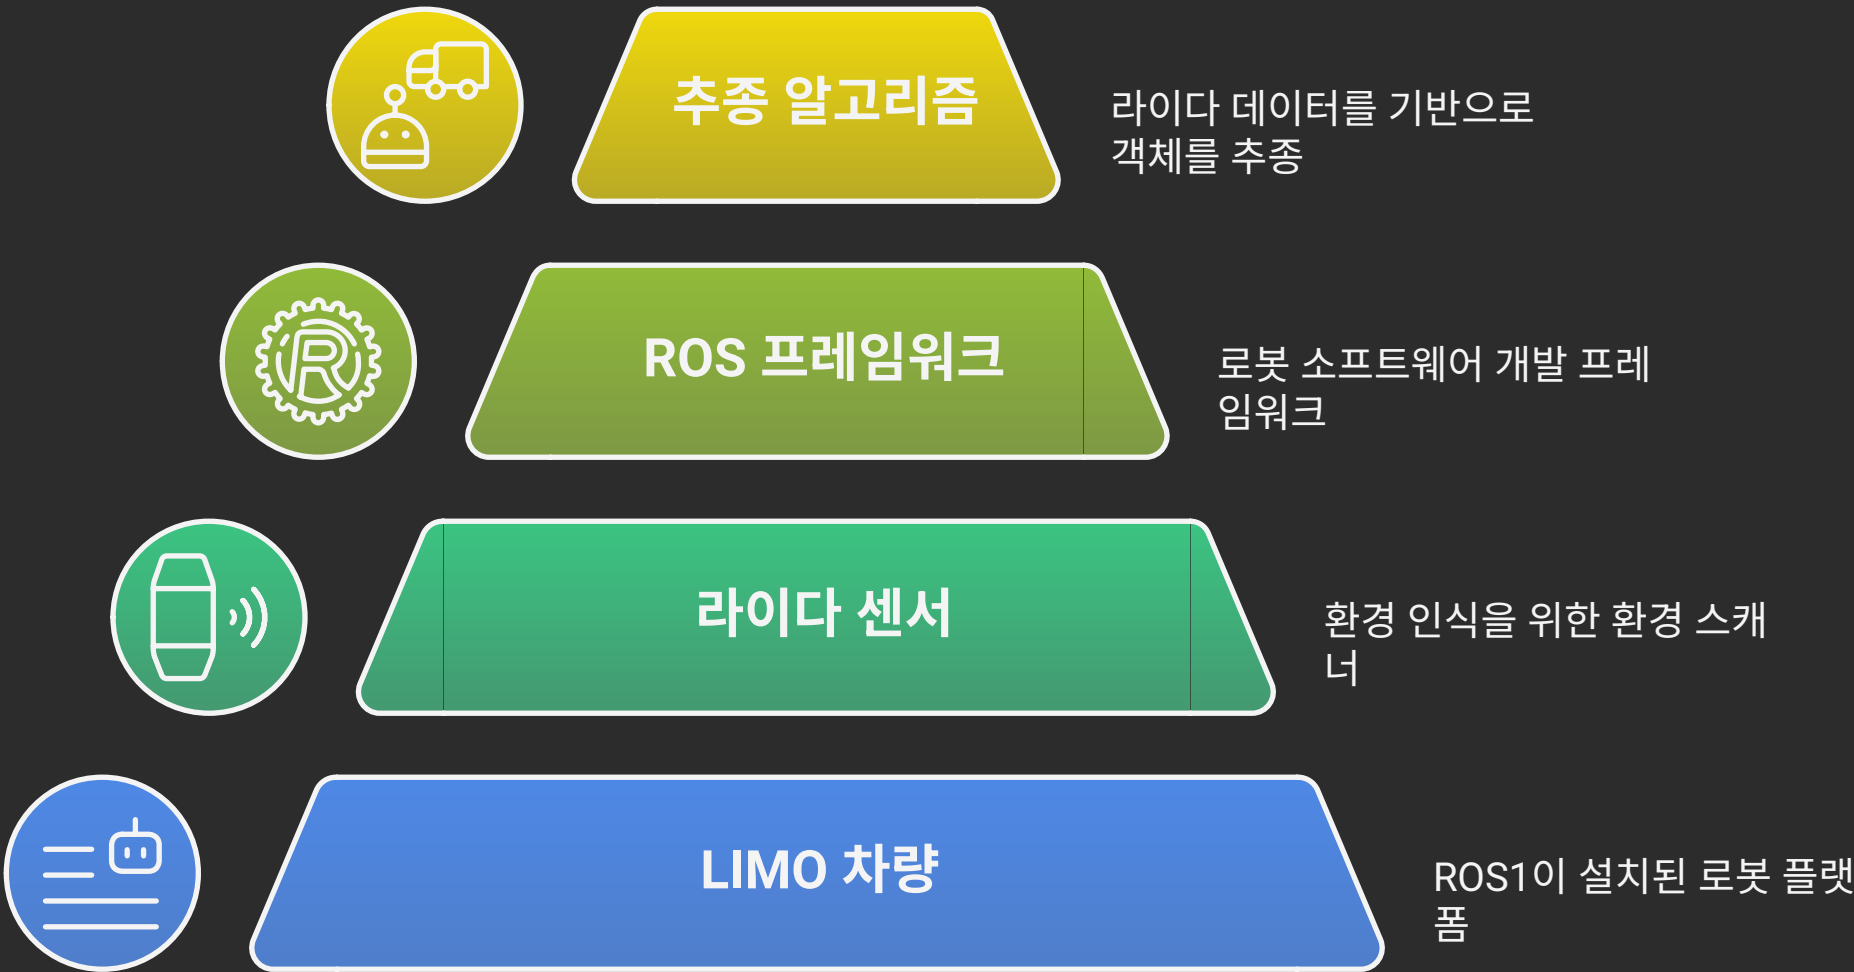 추종 알고리즘
라이다 데이터를 기반으로
객체를 추종
ROS 프레임워크
로봇 소프트웨어 개발 프레
임워크
라이다 센서
환경 인식을 위한 환경 스캐
너
LIMO 차량
ROS1이 설치된 로봇 플랫
폼